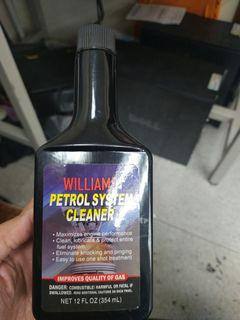 WILLIAMS
PETROL SYSTEM
CLEANER
• Maximizes engine performance
• Clean, lubricate & protect entire
fuel system
• Eliminate knocking and pinging
• Easy to use one shot treatment
IMPROVES QUALITY OF GAS
DANGER: COMBUSTIBLE! HARMFUL OR FATAL IF
SWALLOWED.
NET 12 FL OZ (354 mL)
DELL